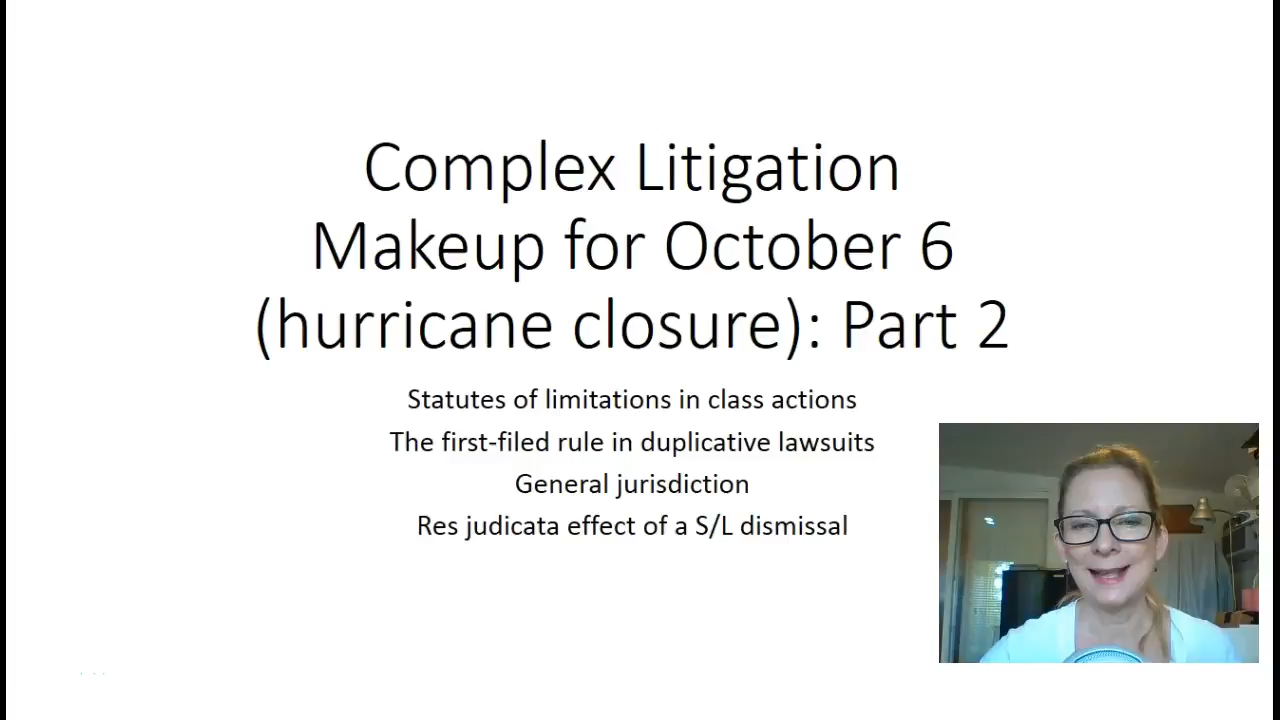 Complex Litigation
Makeup for October 6
(hurricane closure): Part 2
Statutes of limitations in class actions
The first-filed rule in duplicative lawsuits
General jurisdiction
Res judicata effect of a S/L dismissal